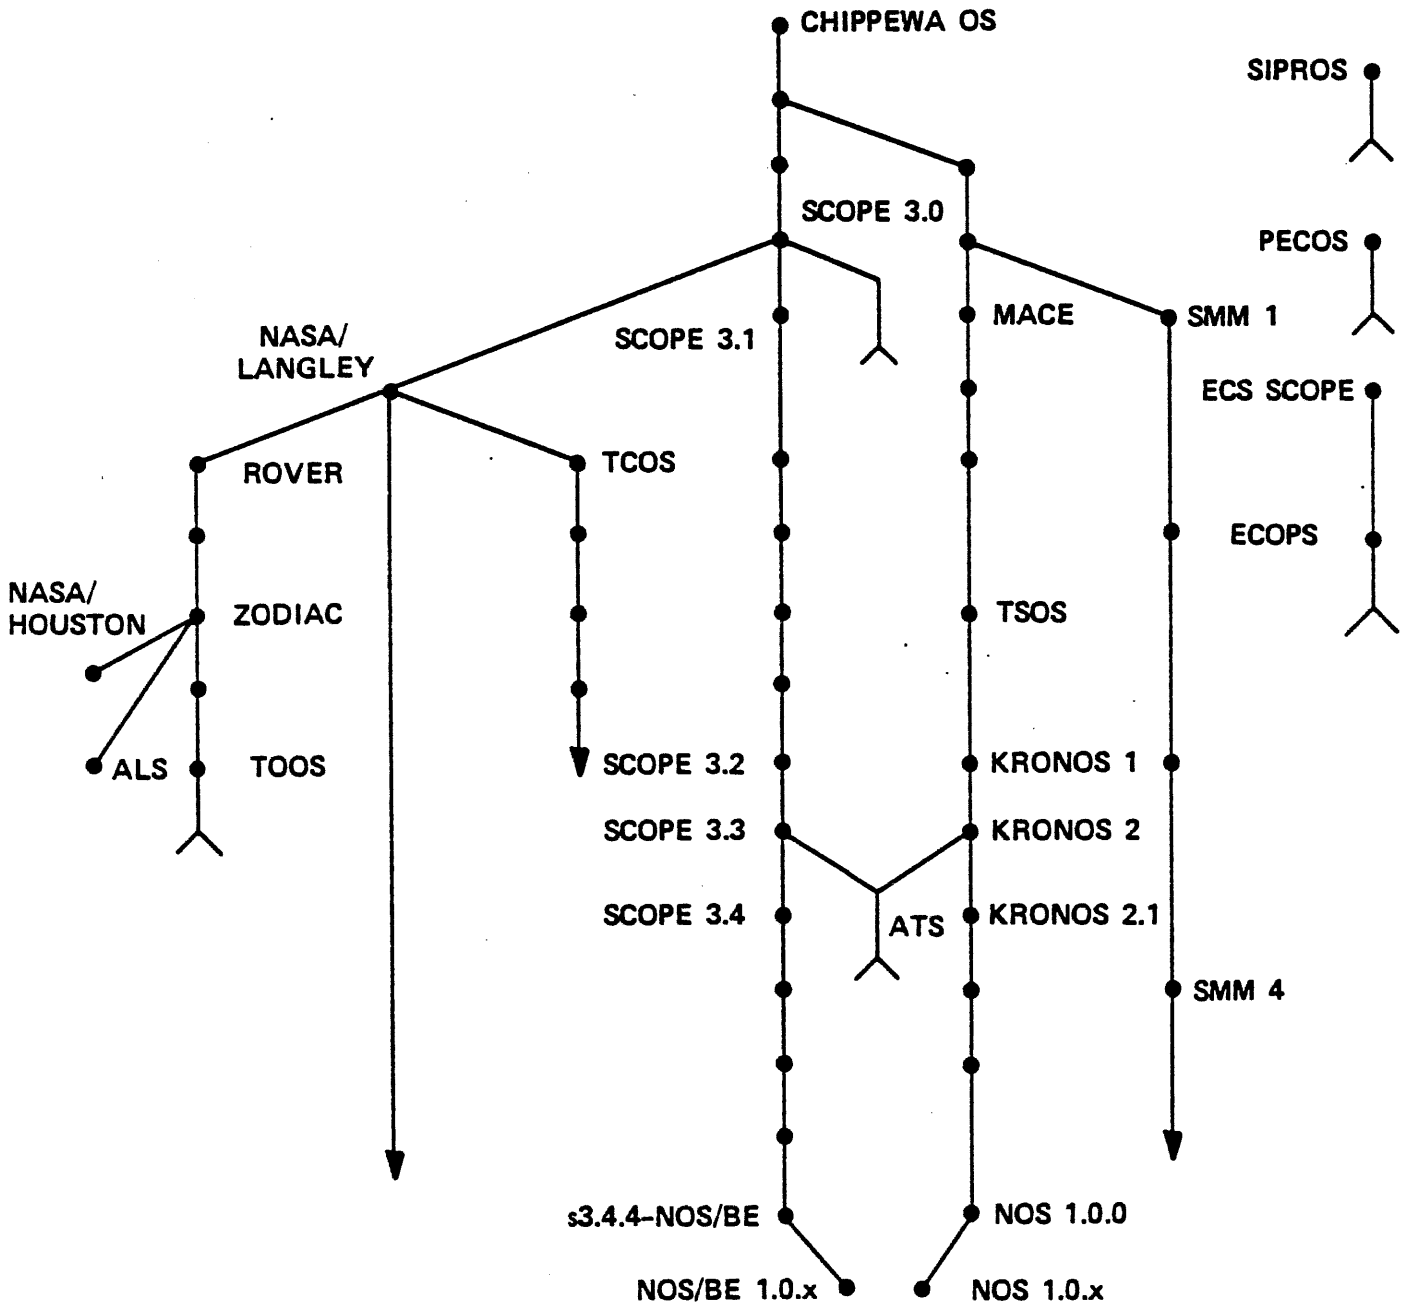 CHIPPEWA OS
SIPROS
SCOPE 3.0
PECOS
NASA/
LANGLEY
SCOPE 3.1
MACE
SMM 1
ECS SCOPE
ROVER
TCOS
ECOPS
NASA/
HOUSTON
ZODIAC
TSOS
ALS
TOOS
SCOPE 3.2
KRONOS 1
SCOPE 3.3
KRONOS 2
SCOPE 3.4
ATS
KRONOS 2.1
SMM 4
s3.4.4-NOS/BE
NOS 1.0.0
NOS/BE 1.0.x
NOS 1.0.x